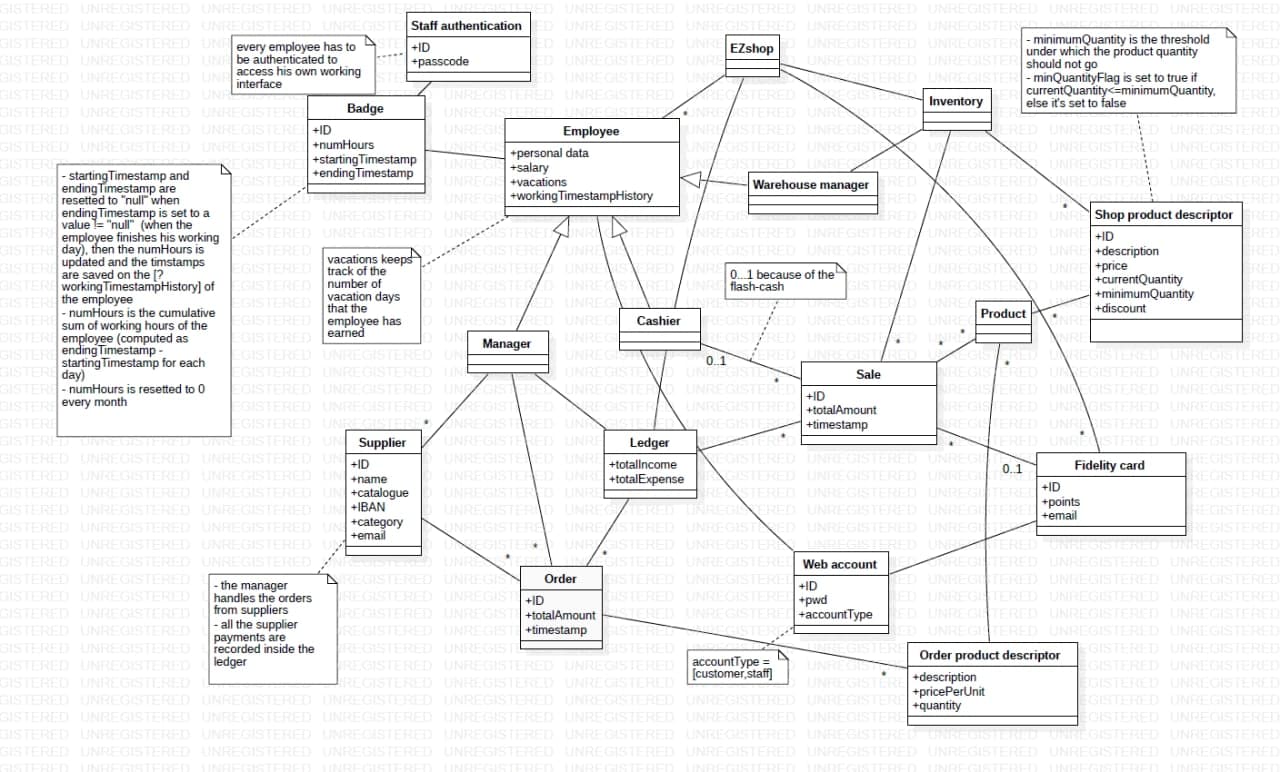 Staff authentication
+ID
+passcode
every employee has to
be authenticated to
access his own working
interface
EZshop
- minimumQuantity is the threshold
under which the product quantity
should not go
- minQuantityFlag is set to true if
currentQuantity<=minimumQuantity,
else it's set to false
Badge
+ID
+numHours
+startingTimestamp
+endingTimestamp
Employee
+personal data
+salary
+vacations
+workingTimestampHistory
*
Inventory
Warehouse manager
- startingTimestamp and
endingTimestamp are
resetted to "null" when
endingTimestamp is set to a
value != "null" (when the
employee finishes his working
day), then the numHours is
updated and the timstamps
are saved on the [?
workingTimestampHistory] of
the employee
- numHours is the cumulative
sum of working hours of the
employee (computed as
endingTimestamp -
startingTimestamp for each
day)
- numHours is resetted to 0
every month
*
Shop product descriptor
+ID
+description
+price
+currentQuantity
+minimumQuantity
+discount
vacations keeps
track of the
number of
vacation days
that the
employee has
earned
0...1 because of the
flash-cash
Cashier
0..1
*
Product
*
*
*
*
*
Manager
Sale
+ID
+totalAmount
+timestamp
*
*
0..1
*
*
Supplier
+ID
+name
+catalogue
+IBAN
+category
+email
Ledger
+totalIncome
+totalExpense
Fidelity card
+ID
+points
+email
*
*
*
Order
+ID
+totalAmount
+timestamp
Web account
+ID
+pwd
+accountType
- the manager
handles the orders
from suppliers
- all the supplier
payments are
recorded inside the
ledger
accountType =
[customer,staff]
*
Order product descriptor
+description
+pricePerUnit
+quantity
UNREGISTERED